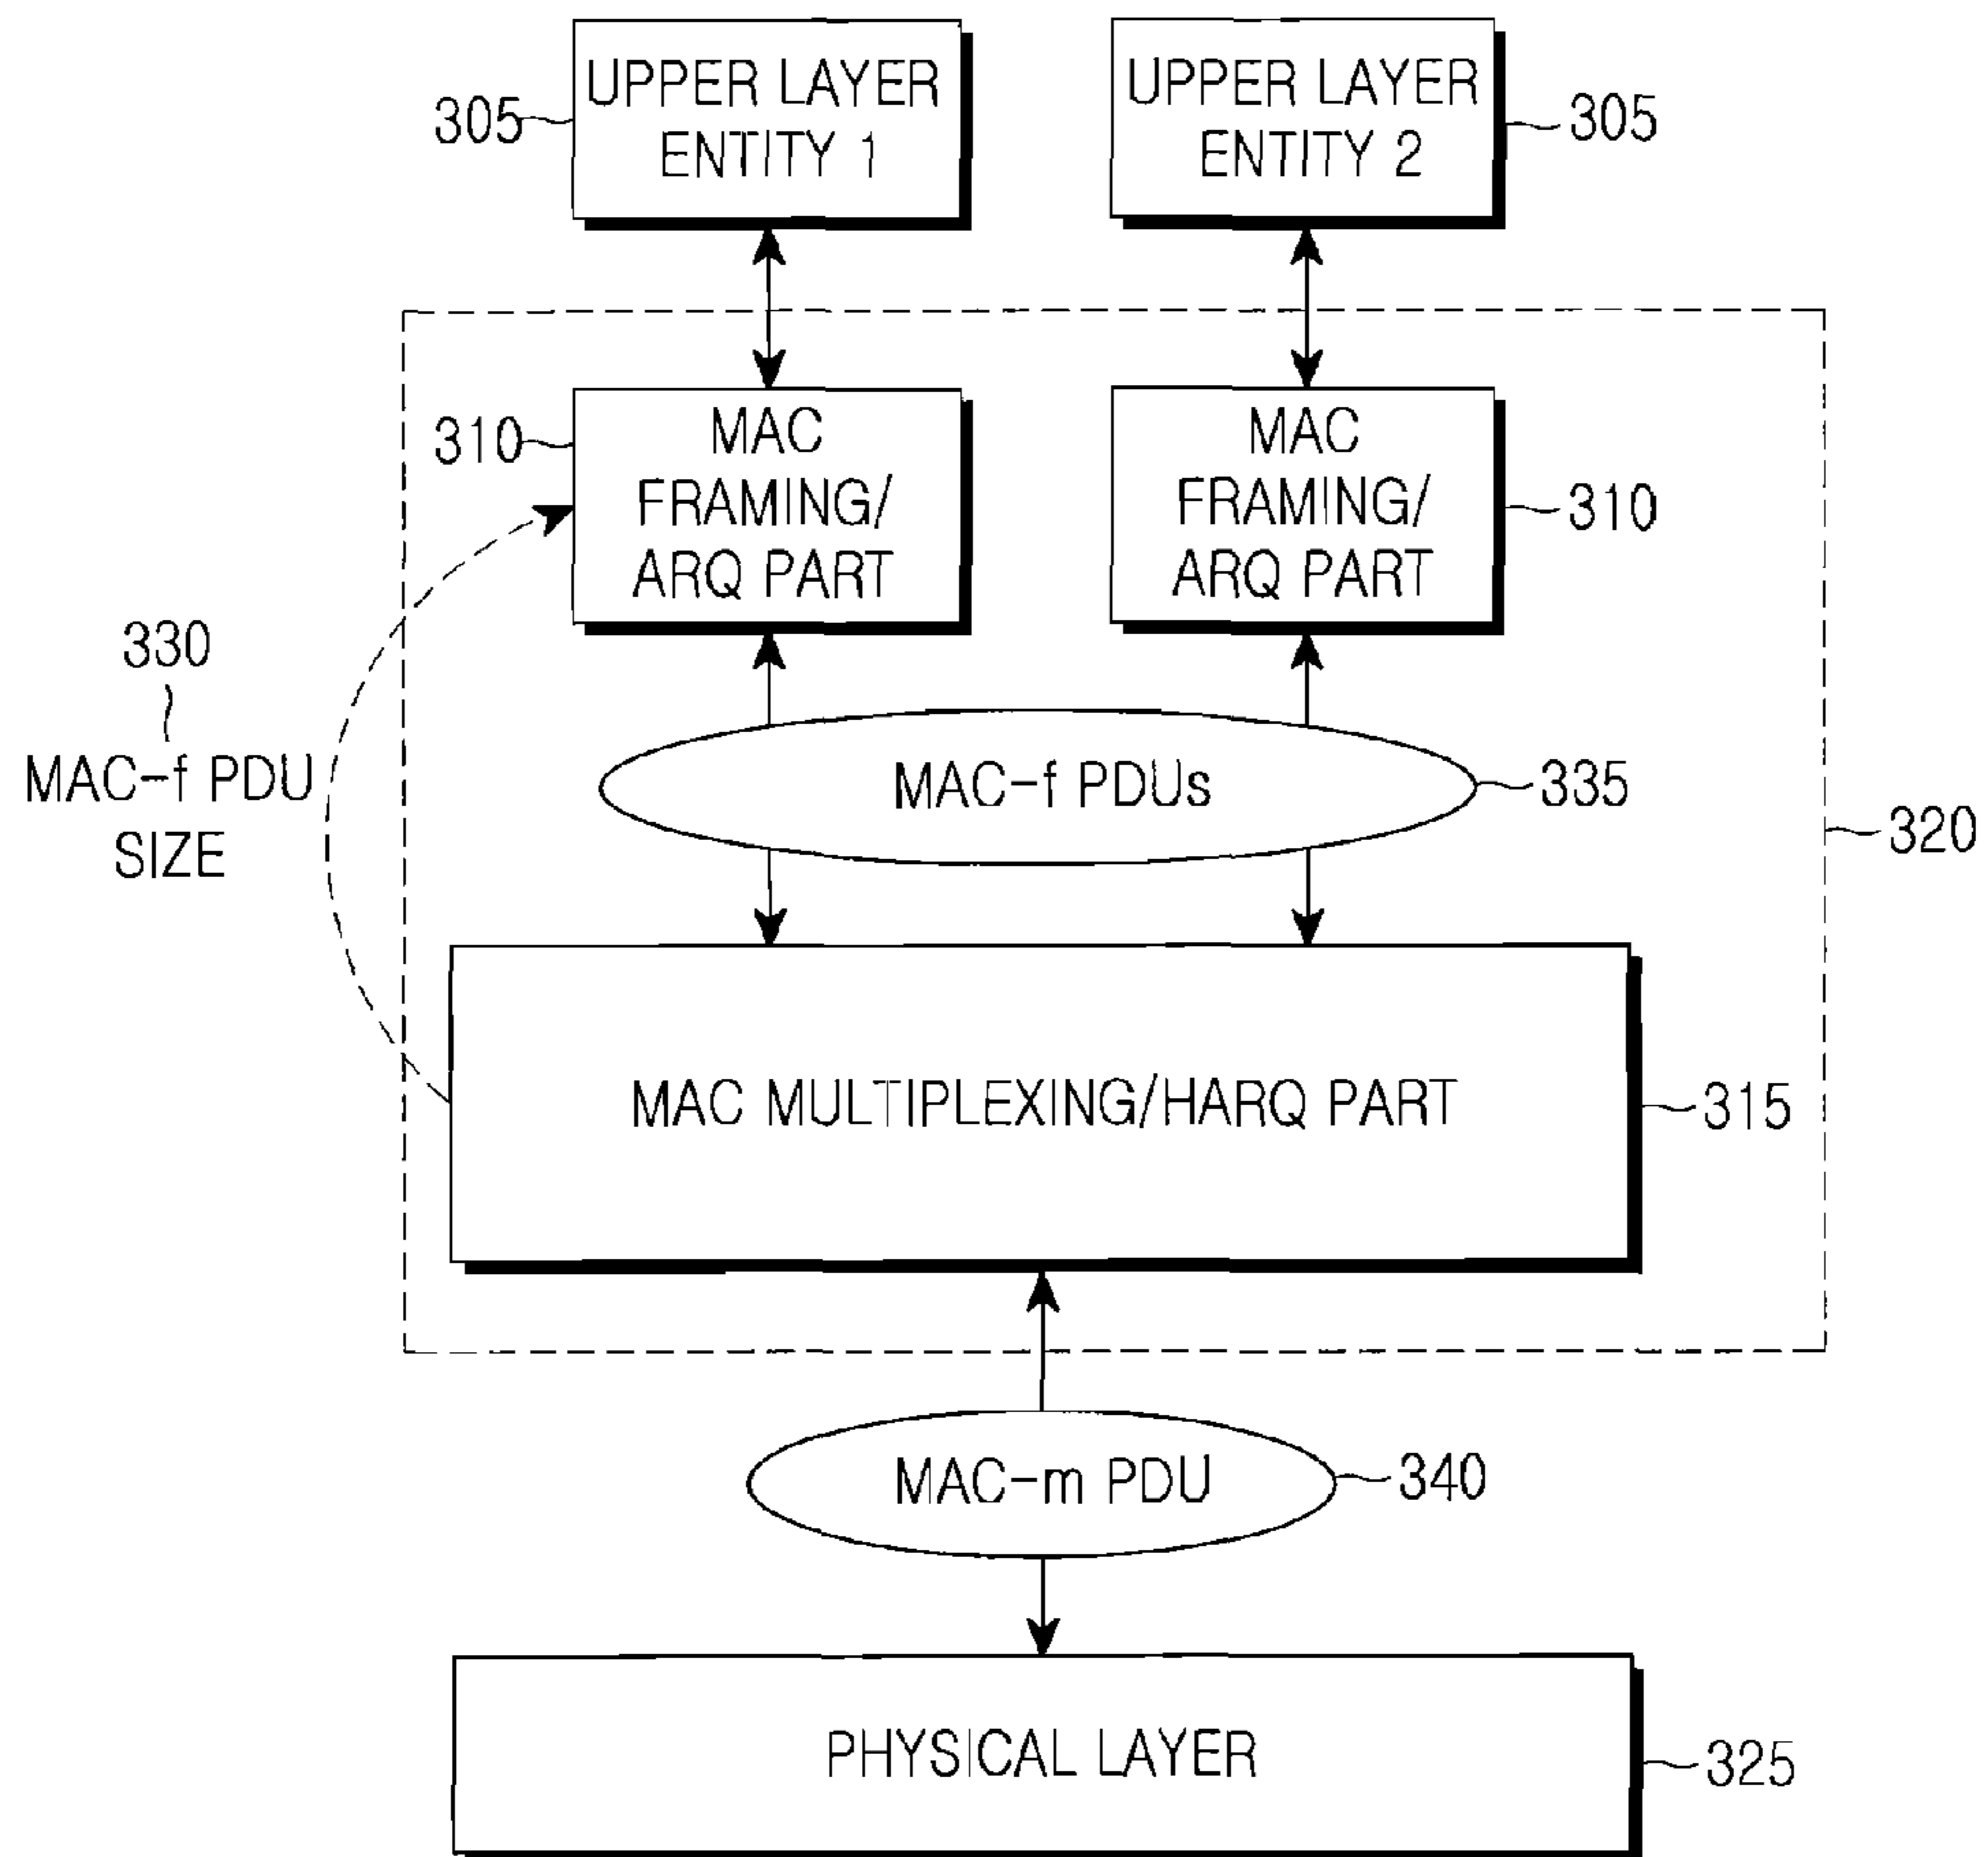 UPPER LAYER
ENTITY 1
305
UPPER LAYER
ENTITY 2
305
310
MAC
FRAMING/
ARQ PART
MAC
FRAMING/
ARQ PART
310
330
MAC-f PDU
SIZE
MAC-f PDUs
335
320
MAC MULTIPLEXING/HARQ PART
315
MAC-m PDU
340
PHYSICAL LAYER
325